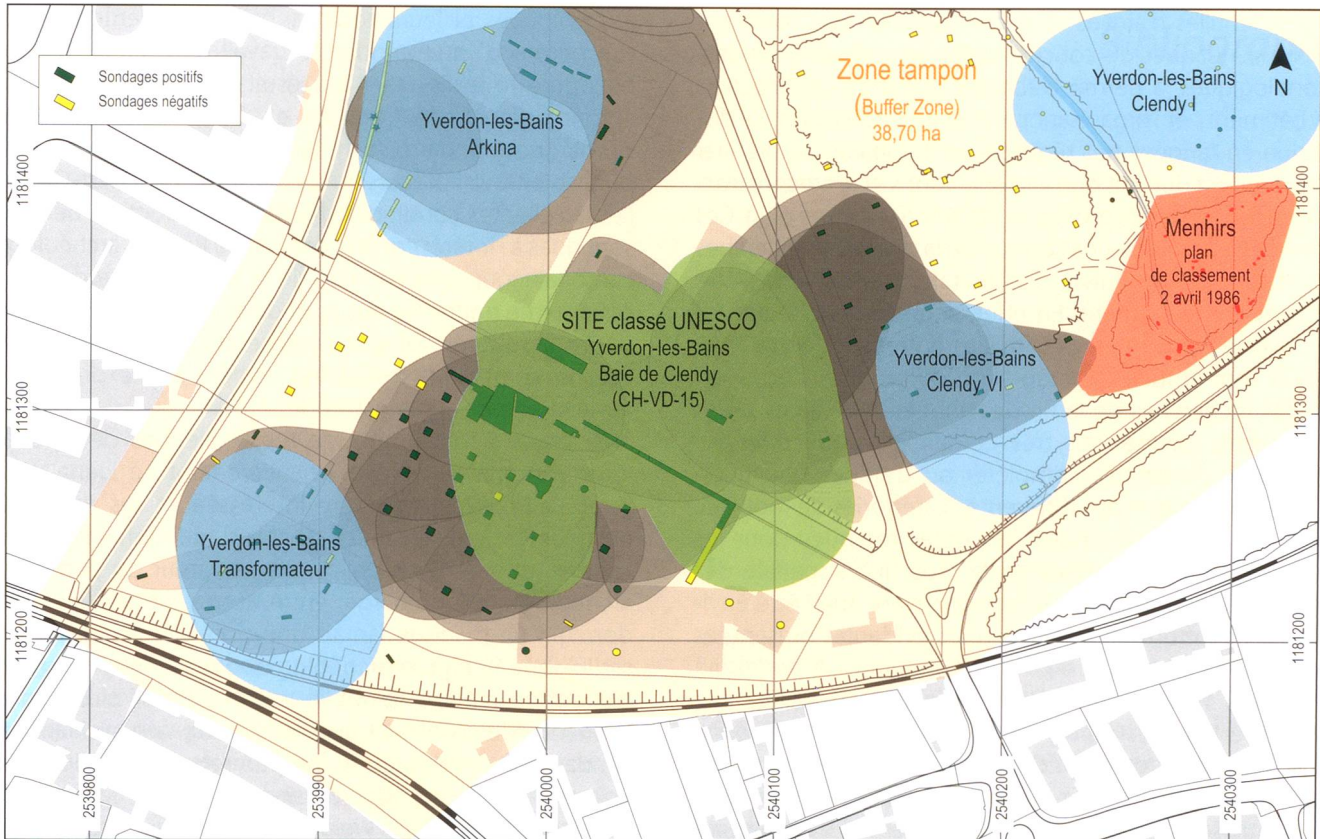 Sondages positifs
Sondages négatifs
Yverdon-les-Bains
Arkina
Zone tampon
(Buffer Zone)
38,70 ha
Yverdon-les-Bains
Clendy I
N
1181400
1181400
Menhirs
plan
de classement
2 avril 1986
SITE classé UNESCO
Yverdon-les-Bains
Baie de Clendy
(CH-VD-15)
Yverdon-les-Bains
Clendy VI
1181300
1181300
Yverdon-les-Bains
Transformateur
1181200
1181200
2539800
2539900
2540000
2540100
2540200
2540300